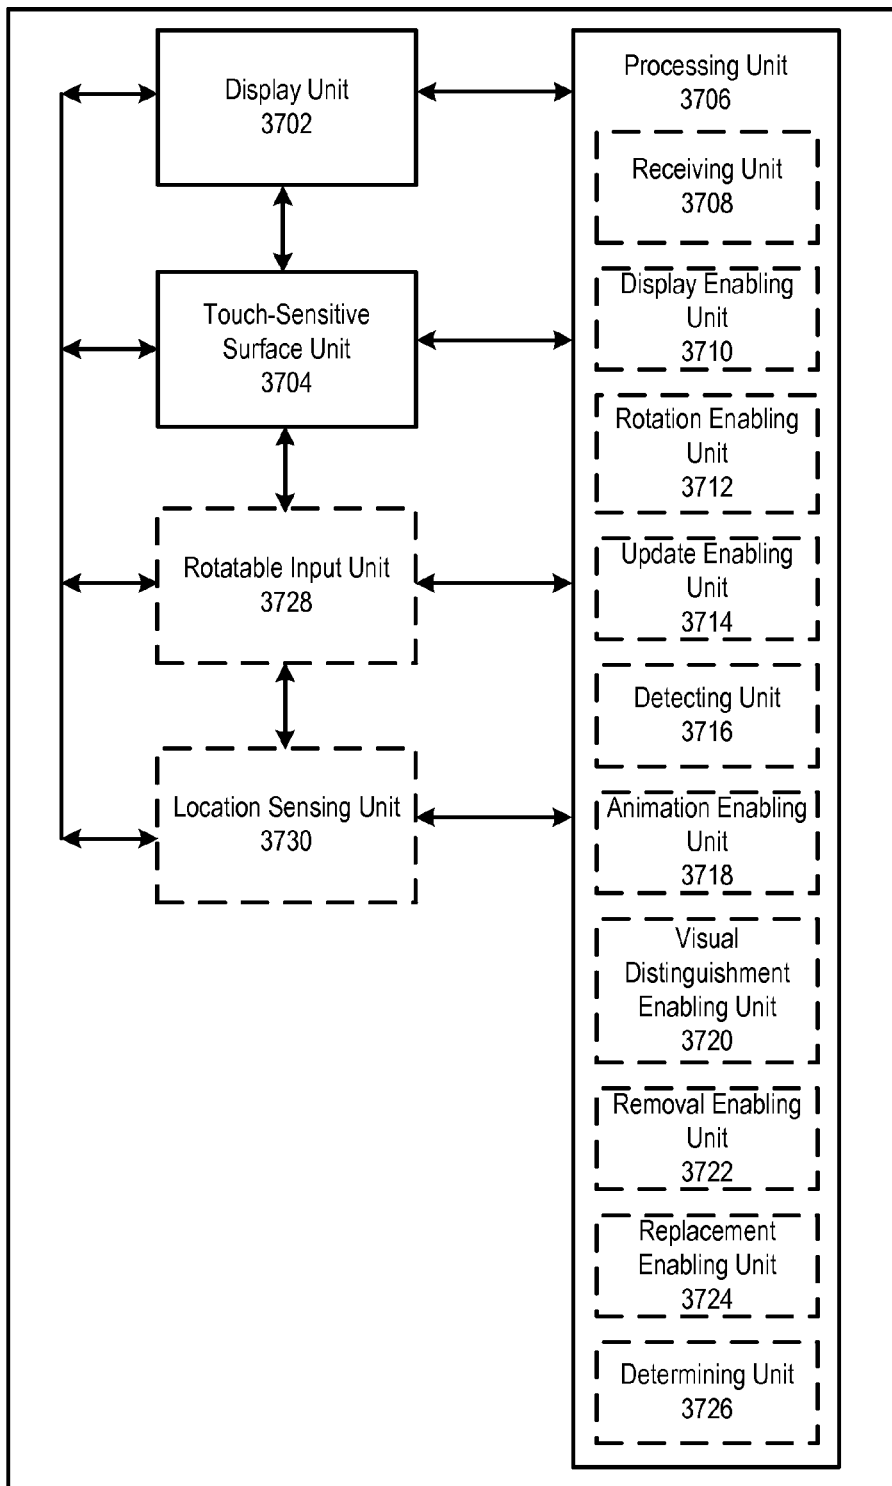 Display Unit
3702
Touch-Sensitive
Surface Unit
3704
Rotatable Input Unit
3728
Location Sensing Unit
3730
Processing Unit
3706
Receiving Unit
3708
Display Enabling
Unit
3710
Rotation Enabling
Unit
3712
Update Enabling
Unit
3714
Detecting Unit
3716
Animation Enabling
Unit
3718
Visual
Distinguishment
Enabling Unit
3720
Removal Enabling
Unit
3722
Replacement
Enabling Unit
3724
Determining Unit
3726